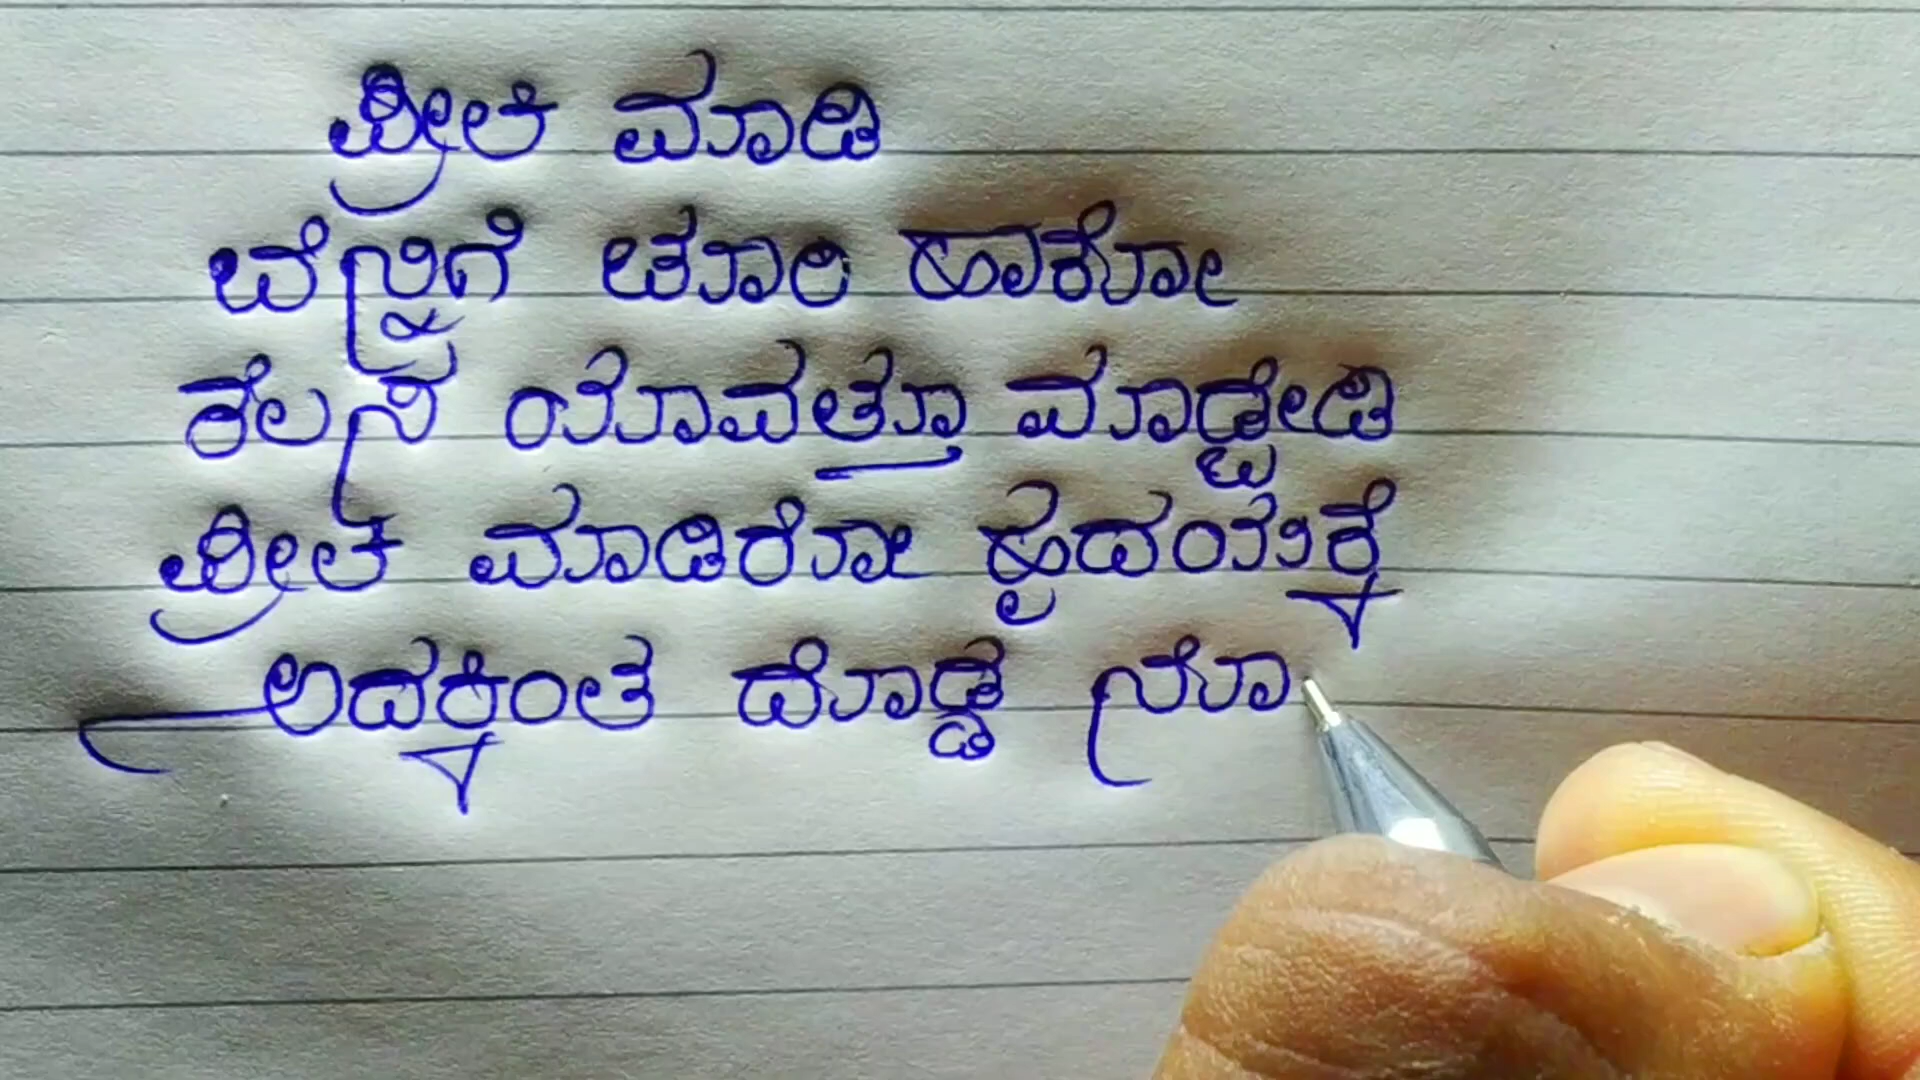 ಪ್ರೀತಿ ಮಾಡಿ
ಬೆನ್ನಿಗೆ ಚೂರಿ ಹಾಕೋ
ಕೆಲಸ ಯಾವತ್ತೂ ಮಾಡ್ಬೇಡಿ
ಪ್ರೀತಿ ಮಾಡಿರೋ ಹೃದಯಕ್ಕೆ
ಅದಕ್ಕಿಂತ ದೊಡ್ಡ ನೊ